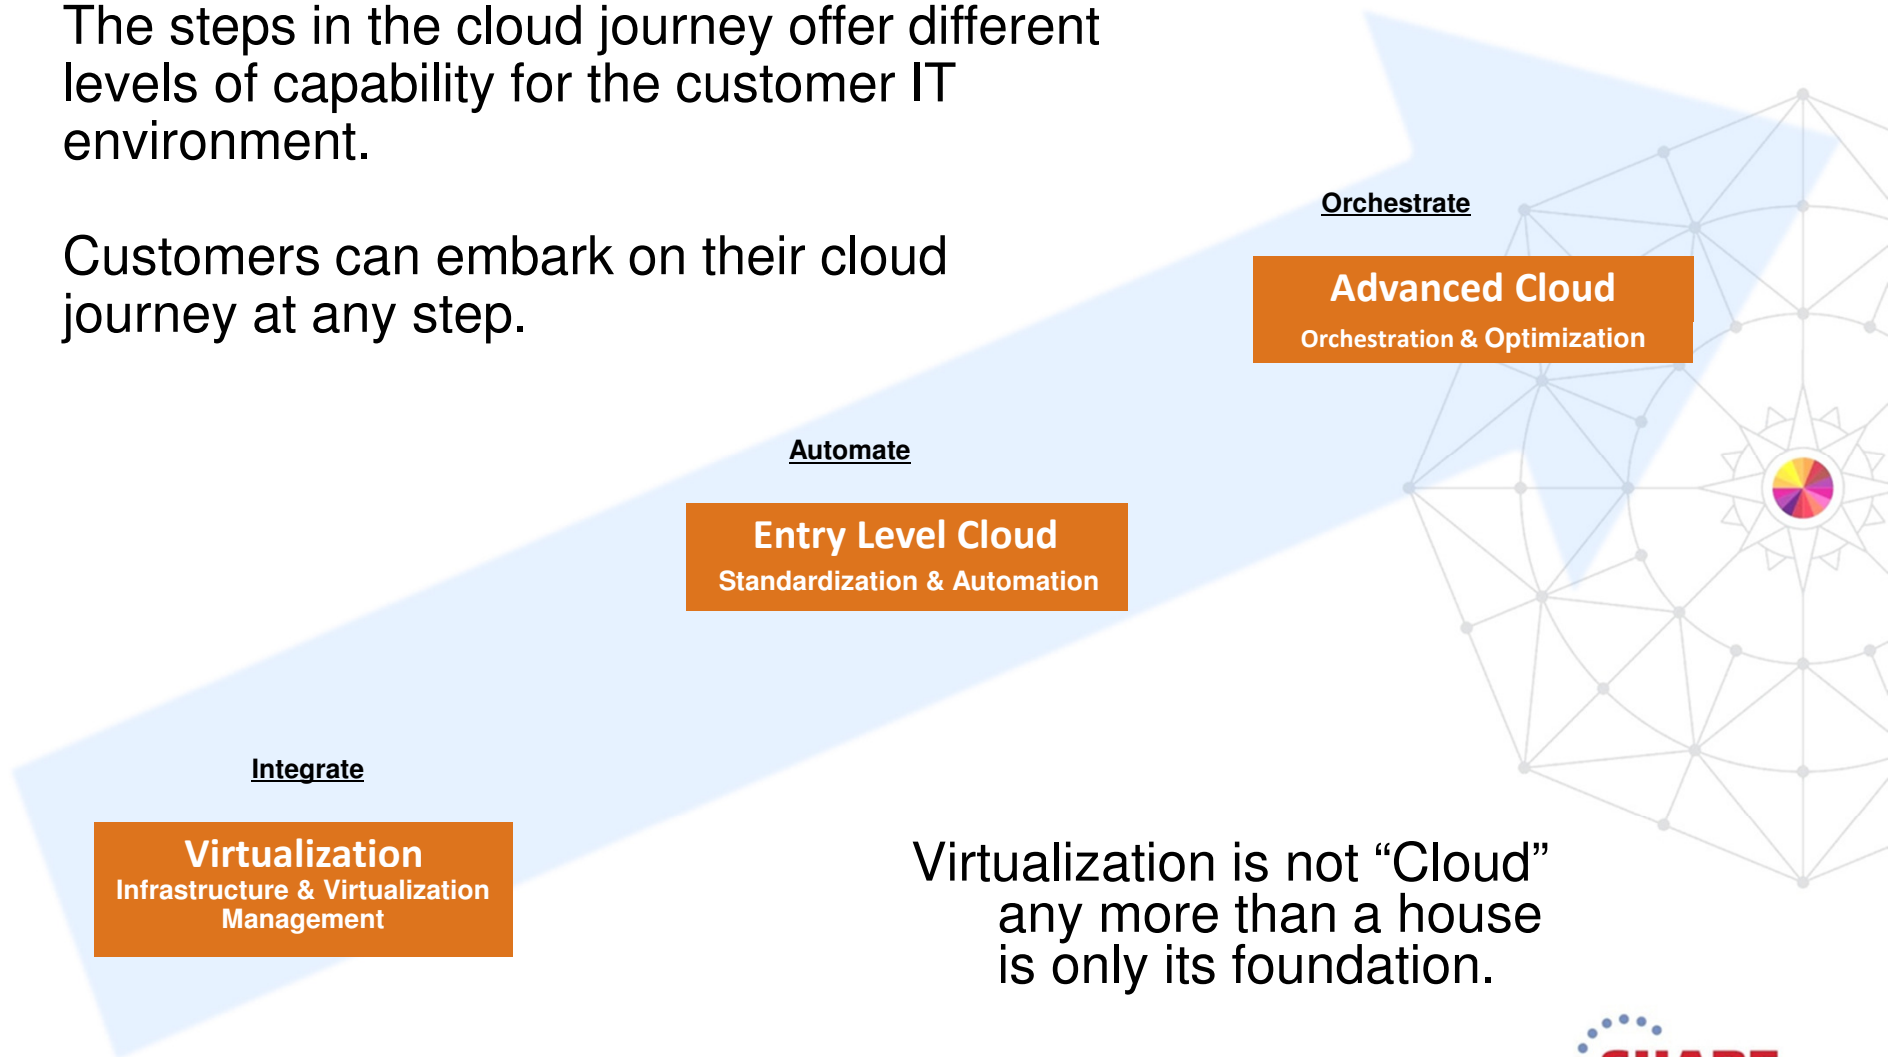 The steps in the cloud journey offer different
levels of capability for the customer IT
environment.
Customers can embark on their cloud
journey at any step.
Orchestrate
Advanced Cloud
Orchestration & Optimization
Automate
Entry Level Cloud
Standardization & Automation
Integrate
Virtualization
Infrastructure & Virtualization
Management
Virtualization is not “Cloud”
any more than a house
is only its foundation.